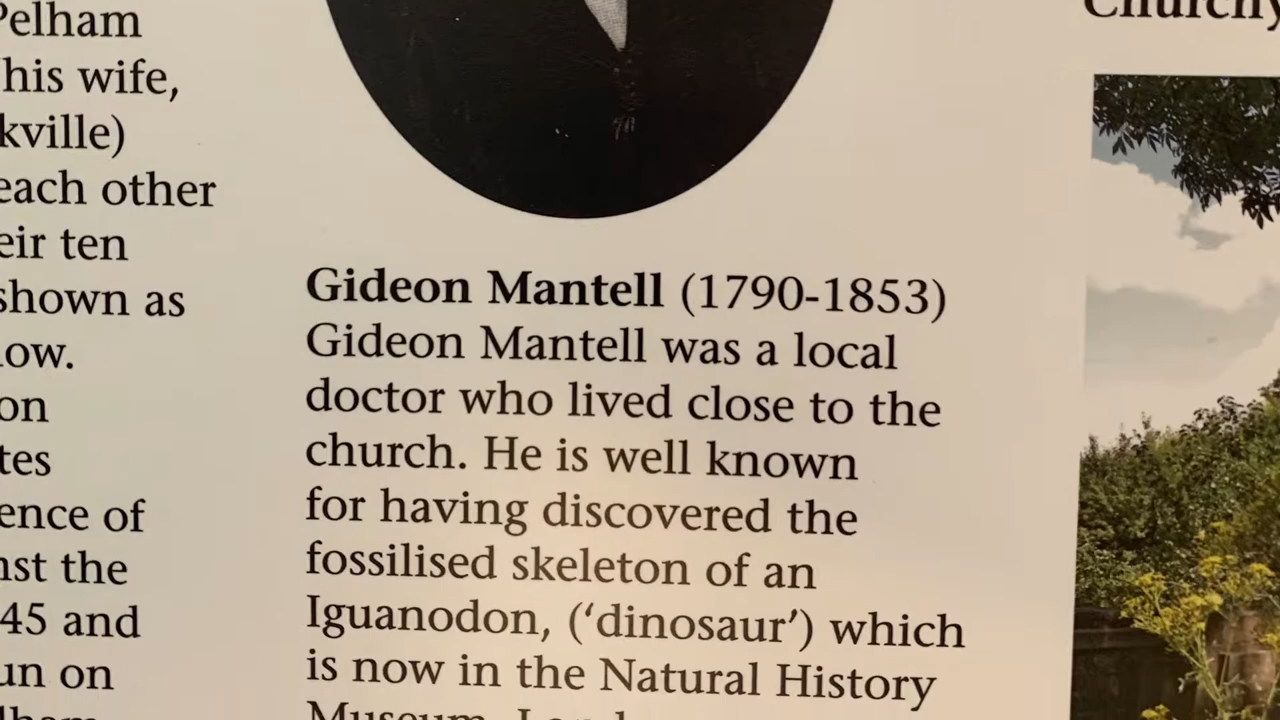 Pelham
his wife,
kville)
each other
eir ten
shown as
low.
on
tes
ence of
nst the
45 and
un on
Gideon Mantell (1790-1853)
Gideon Mantell was a local
doctor who lived close to the
church. He is well known
for having discovered the
fossilised skeleton of an
Iguanodon, (‘dinosaur’) which
is now in the Natural History
Museum, Lond
Churchy